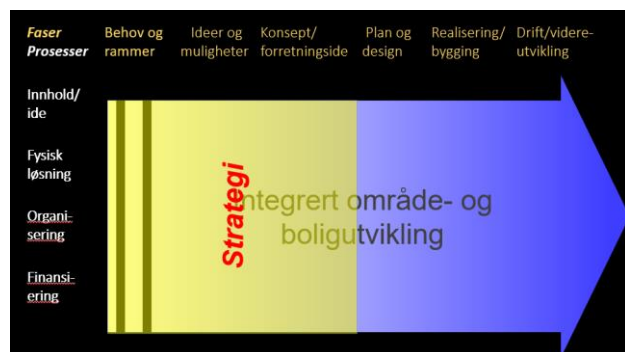 Faser
Prosesser
Behov og
rammer
Ideer og
muligheter
Konsept/
forretningside
Plan og
design
Realisering/
bygging
Drift/videre-
utvikling
Innhold/
ide
Fysisk
løsning
Organi-
sering
Finansi-
ering
Strategi
Integrert område- og
boligutvikling